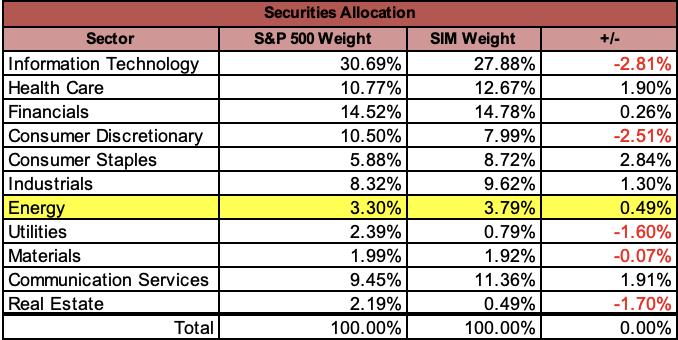 Securities Allocation
Sector S&P 500 Weight SIM Weight +/-
Information Technology 30.69% 27.88% -2.81%
Health Care 10.77% 12.67% 1.90%
Financials 14.52% 14.78% 0.26%
Consumer Discretionary 10.50% 7.99% -2.51%
Consumer Staples 5.88% 8.72% 2.84%
Industrials 8.32% 9.62% 1.30%
Energy 3.30% 3.79% 0.49%
Utilities 2.39% 0.79% -1.60%
Materials 1.99% 1.92% -0.07%
Communication Services 9.45% 11.36% 1.91%
Real Estate 2.19% 0.49% -1.70%
Total 100.00% 100.00% 0.00%